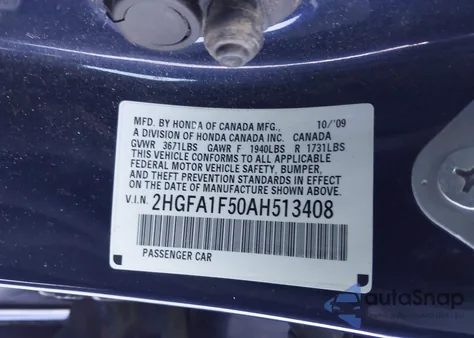 MFD. BY HONDA OF CANADA MFG., 10/'09
A DIVISION OF HONDA CANADA INC. CANADA
GVWR 3671LBS GAWR F 1940LBS R 1731LBS
THIS VEHICLE CONFORMS TO ALL APPLICABLE
FEDERAL MOTOR VEHICLE SAFETY, BUMPER,
AND THEFT PREVENTION STANDARDS IN EFFECT
ON THE DATE OF MANUFACTURE SHOWN ABOVE.
V.I.N. 2HGFA1F50AH513408
PASSENGER CAR
autoSnap